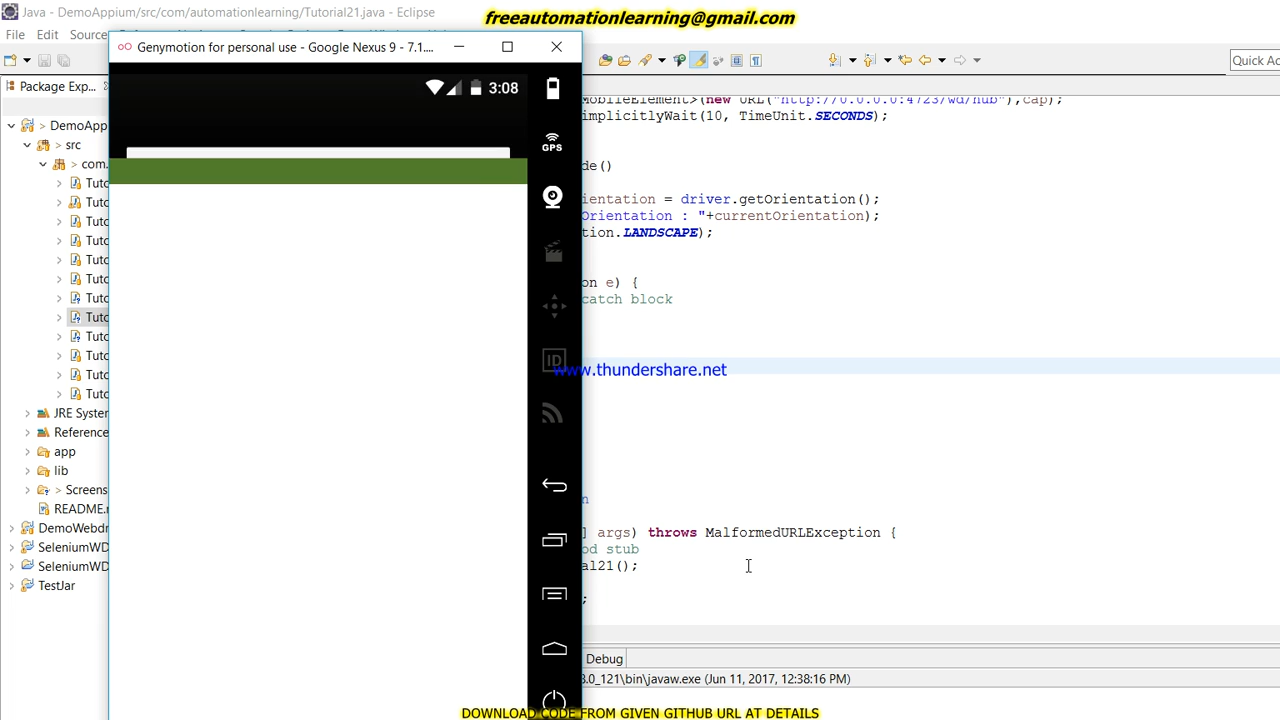 Java - DemoAppium/src/com/automationlearning/Tutorial21.java - Eclipse
freeautomationlearning@gmail.com
File Edit Source
Genymotion for personal use - Google Nexus 9 - 7.1....
Quick Ac
Package Exp...
3:08
GPS
ID
MobileElement>(new URL("http://0.0.0.0:4723/wd/hub"),cap);
implicitlyWait(10, TimeUnit.SECONDS);
de()
ientation = driver.getOrientation();
Orientation : "+currentOrientation);
tion.LANDSCAPE);
on e) {
catch block
www.thundershare.net
n
] args) throws MalformedURLException {
od stub
al21();
;
DemoApp
src
com.
Tuto
Tuto
Tuto
Tuto
Tuto
Tuto
Tuto
Tuto
Tuto
Tuto
Tuto
Tuto
JRE System
Reference
app
lib
> Screens
README.
DemoWebdr
SeleniumWD
SeleniumWD
TestJar
Debug
8.0_121\bin\javaw.exe (Jun 11, 2017, 12:38:16 PM)
DOWNLOAD CODE FROM GIVEN GITHUB URL AT DETAILS